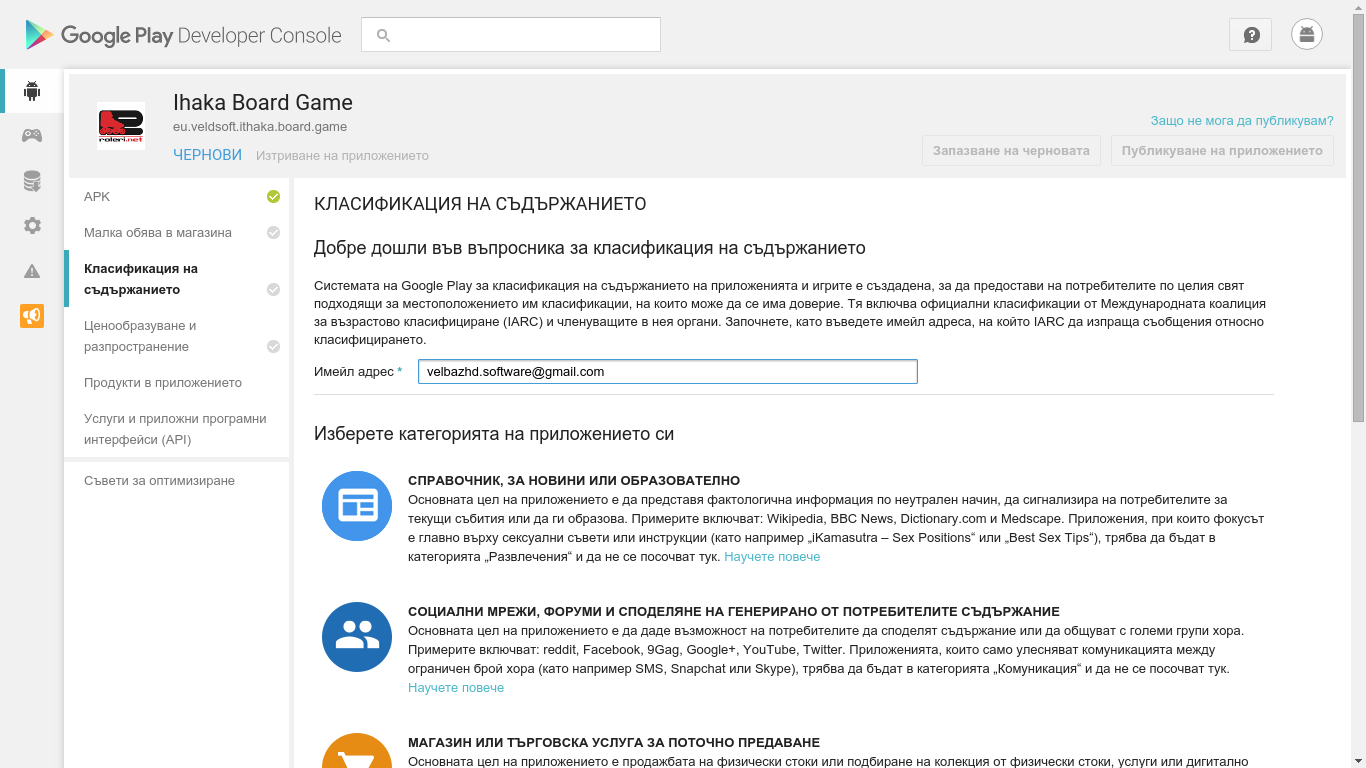 Google Play Developer Console
Ihaka Board Game
eu.veldsoft.ithaka.board.game
ЧЕРНОВИ Изтриване на приложението
Защо не мога да публикувам?
Запазване на черновата Публикуване на приложението
roleri.net
APK
Малка обява в магазина
Класификация на
съдържанието
Ценообразуване и
разпространение
Продукти в приложението
Услуги и приложни програмни
интерфейси (API)
Съвети за оптимизиране
КЛАСИФИКАЦИЯ НА СЪДЪРЖАНИЕТО
Добре дошли във въпросника за класификация на съдържанието
Системата на Google Play за класификация на съдържанието на приложенията и игрите е създадена, за да предостави на потребителите по целия свят
подходящи за местоположението им класификации, на които може да се има доверие. Тя включва официални класификации от Международната коалиция
за възрастово класифициране (IARC) и членуващите в нея органи. Започнете, като въведете имейл адреса, на който IARC да изпраща съобщения относно
класифицирането.
Имейл адрес * velbazhd.software@gmail.com
Изберете категорията на приложението си
СПРАВОЧНИК, ЗА НОВИНИ ИЛИ ОБРАЗОВАТЕЛНО
Основната цел на приложението е да представя фактологична информация по неутрален начин, да сигнализира на потребителите за
текущи събития или да ги образова. Примерите включват: Wikipedia, BBC News, Dictionary.com и Medscape. Приложения, при които фокусът
е главно върху сексуални съвети или инструкции (като например „iKamasutra – Sex Positions“ или „Best Sex Tips“), трябва да бъдат в
категорията „Развлечения“ и да не се посочват тук. Научете повече
СОЦИАЛНИ МРЕЖИ, ФОРУМИ И СПОДЕЛЯНЕ НА ГЕНЕРИРАНО ОТ ПОТРЕБИТЕЛИТЕ СЪДЪРЖАНИЕ
Основната цел на приложението е да даде възможност на потребителите да споделят съдържание или да общуват с големи групи хора.
Примерите включват: reddit, Facebook, 9Gag, Google+, YouTube, Twitter. Приложенията, които само улесняват комуникацията между
ограничен брой хора (като например SMS, Snapchat или Skype), трябва да бъдат в категорията „Комуникация“ и да не се посочват тук.
Научете повече
МАГАЗИН ИЛИ ТЪРГОВСКА УСЛУГА ЗА ПОТОЧНО ПРЕДАВАНЕ
Основната цел на приложението е продажбата на физически стоки или подбиране на колекция от физически стоки, услуги или дигитално